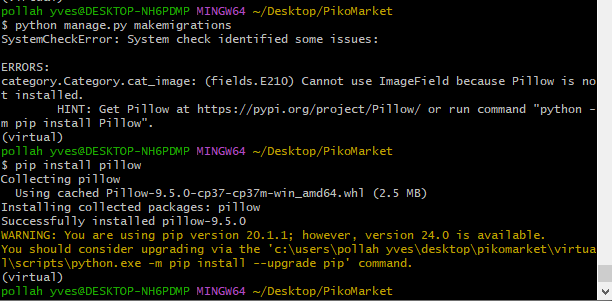 (virtual)
pollah yves@DESKTOP-NH6PDMP MINGW64 ~/Desktop/PikoMarket
$ python manage.py makemigrations
SystemCheckError: System check identified some issues:

ERRORS:
category.Category.cat_image: (fields.E210) Cannot use ImageField because Pillow is no
t installed.
        HINT: Get Pillow at https://pypi.org/project/Pillow/ or run command "python -
m pip install Pillow".
(virtual)
pollah yves@DESKTOP-NH6PDMP MINGW64 ~/Desktop/PikoMarket
$ pip install pillow
Collecting pillow
  Using cached Pillow-9.5.0-cp37-cp37m-win_amd64.whl (2.5 MB)
Installing collected packages: pillow
Successfully installed pillow-9.5.0
WARNING: You are using pip version 20.1.1; however, version 24.0 is available.
You should consider upgrading via the 'c:\users\pollah yves\desktop\pikomarket\virtua
l\scripts\python.exe -m pip install --upgrade pip' command.
(virtual)
pollah yves@DESKTOP-NH6PDMP MINGW64 ~/Desktop/PikoMarket